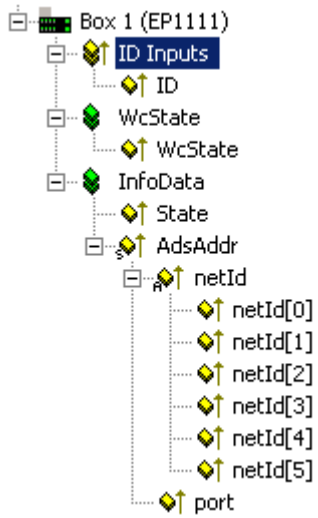 Box 1 (EP1111)
ID Inputs
ID
WcState
WcState
InfoData
State
S AdsAddr
A netId
netId[0]
netId[1]
netId[2]
netId[3]
netId[4]
netId[5]
port